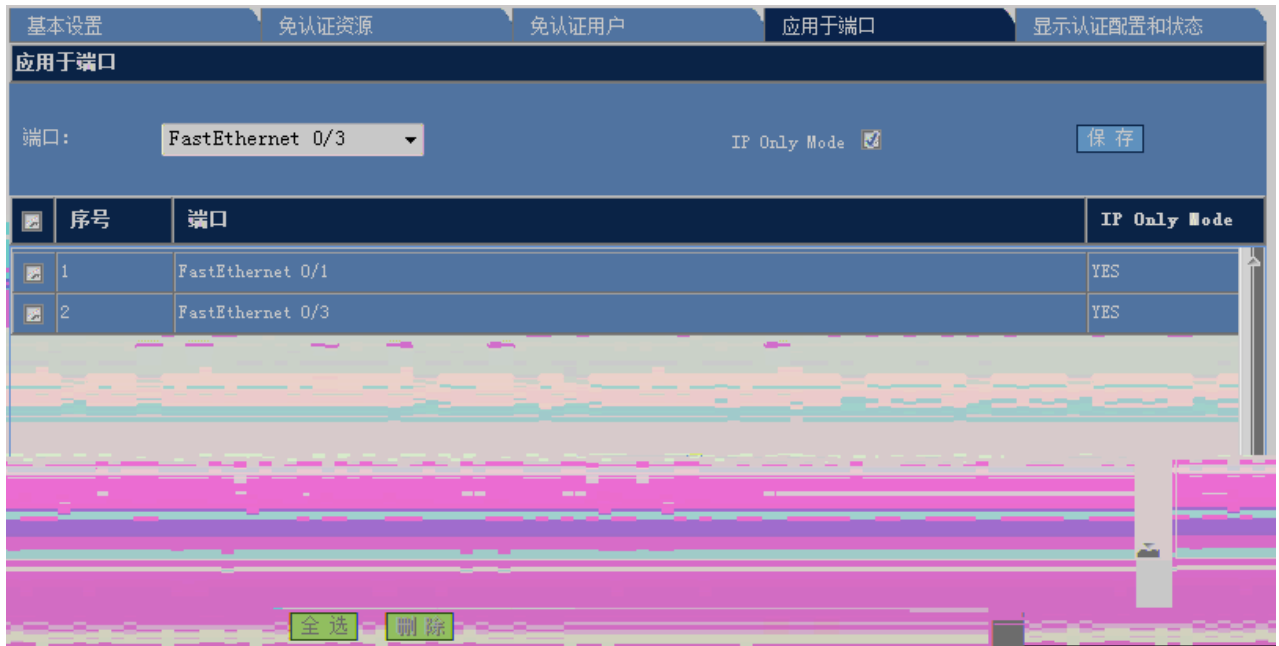 基本设置 免认证资源 免认证用户 应用于端口 显示认证配置和状态
应用于端口
端口: FastEthernet 0/3 IP Only Mode 保 存
序号 端口 IP Only Mode
1 FastEthernet 0/1 YES
2 FastEthernet 0/3 YES
全 选 删 除